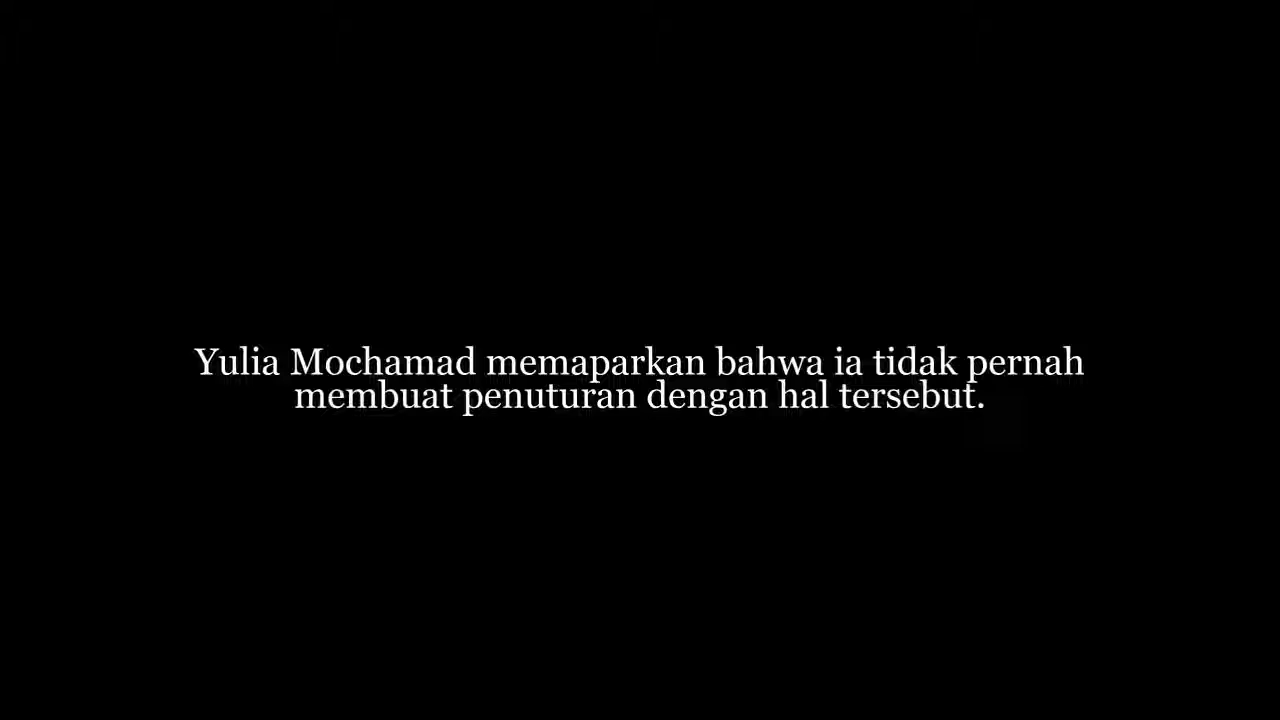 Yulia Mochamad memaparkan bahwa ia tidak pernah
membuat penuturan dengan hal tersebut.